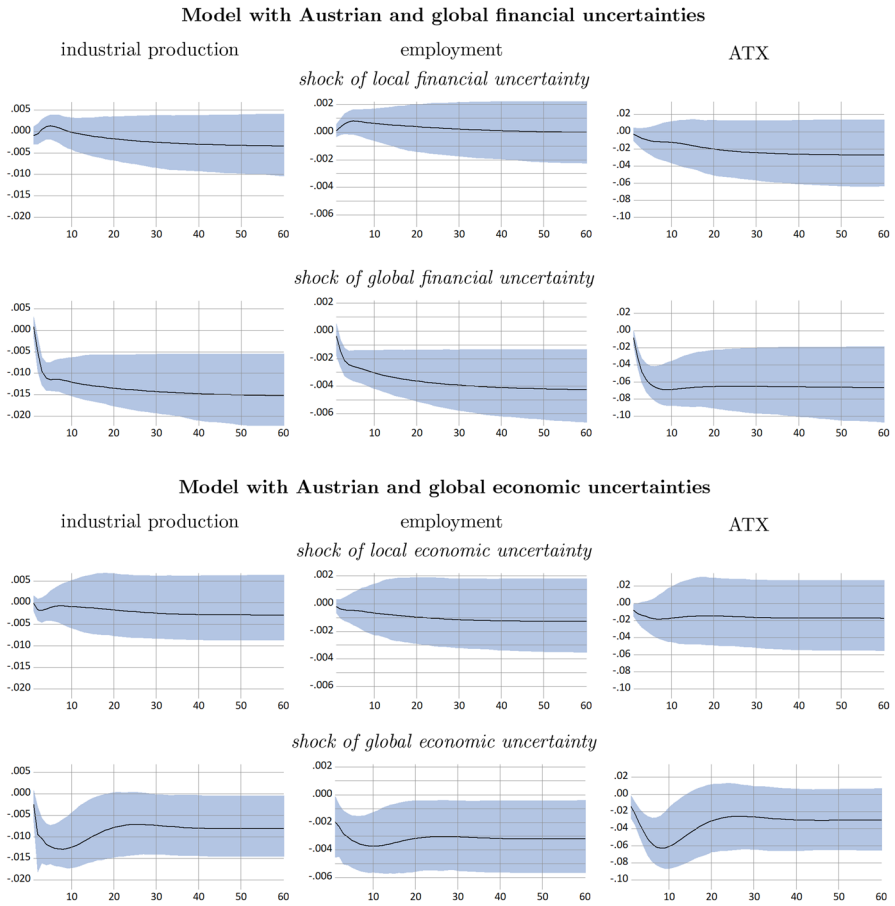 Model with Austrian and global financial uncertainties
industrial production employment ATX
shock of local financial uncertainty
.005 .000 -.005 -.010 -.015 -.020
10 20 30 40 50 60
.002 .000 -.002 -.004 -.006
10 20 30 40 50 60
.02 .00 -.02 -.04 -.06 -.08 -.10
10 20 30 40 50 60
shock of global financial uncertainty
.005 .000 -.005 -.010 -.015 -.020
10 20 30 40 50 60
.002 .000 -.002 -.004 -.006
10 20 30 40 50 60
.02 .00 -.02 -.04 -.06 -.08 -.10
10 20 30 40 50 60
Model with Austrian and global economic uncertainties
industrial production employment ATX
shock of local economic uncertainty
.005 .000 -.005 -.010 -.015 -.020
10 20 30 40 50 60
.002 .000 -.002 -.004 -.006
10 20 30 40 50 60
.02 .00 -.02 -.04 -.06 -.08 -.10
10 20 30 40 50 60
shock of global economic uncertainty
.005 .000 -.005 -.010 -.015 -.020
10 20 30 40 50 60
.002 .000 -.002 -.004 -.006
10 20 30 40 50 60
.02 .00 -.02 -.04 -.06 -.08 -.10
10 20 30 40 50 60